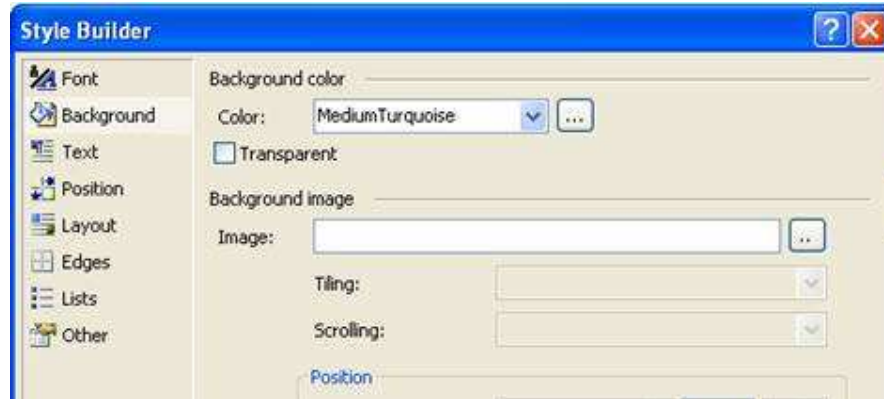 Style Builder
Font
Background
Text
Position
Layout
Edges
Lists
Other
Background color
Color: MediumTurquoise ...
Transparent
Background image
Image: ..
Tiling:
Scrolling:
Position